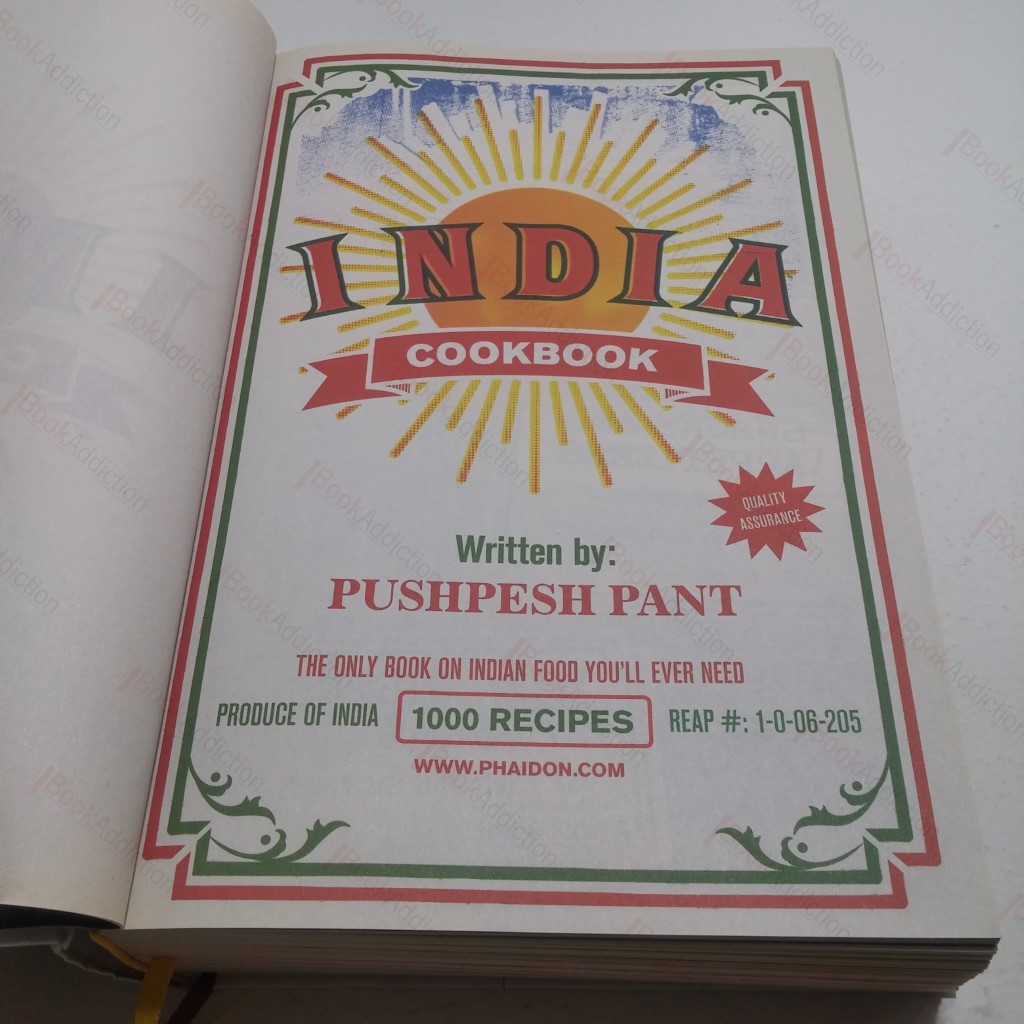 INDIA
COOKBOOK
QUALITY
ASSURANCE
Written by:
PUSHPESH PANT
THE ONLY BOOK ON INDIAN FOOD YOU'LL EVER NEED
PRODUCE OF INDIA 1000 RECIPES REAP #: 1-0-06-205
WWW.PHAIDON.COM
BookAddiction